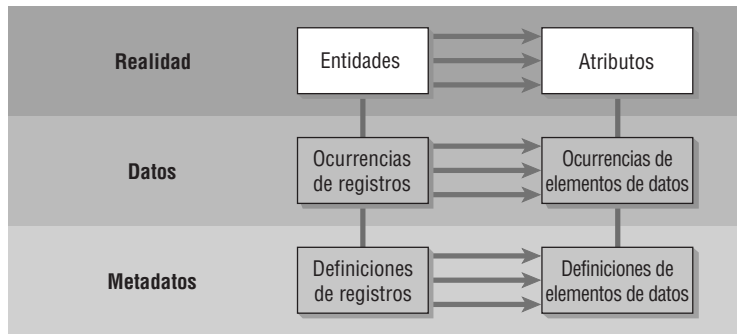 Realidad
Entidades
Atributos
Datos
Ocurrencias
de registros
Ocurrencias de
elementos de datos
Metadatos
Definiciones
de registros
Definiciones de
elementos de datos